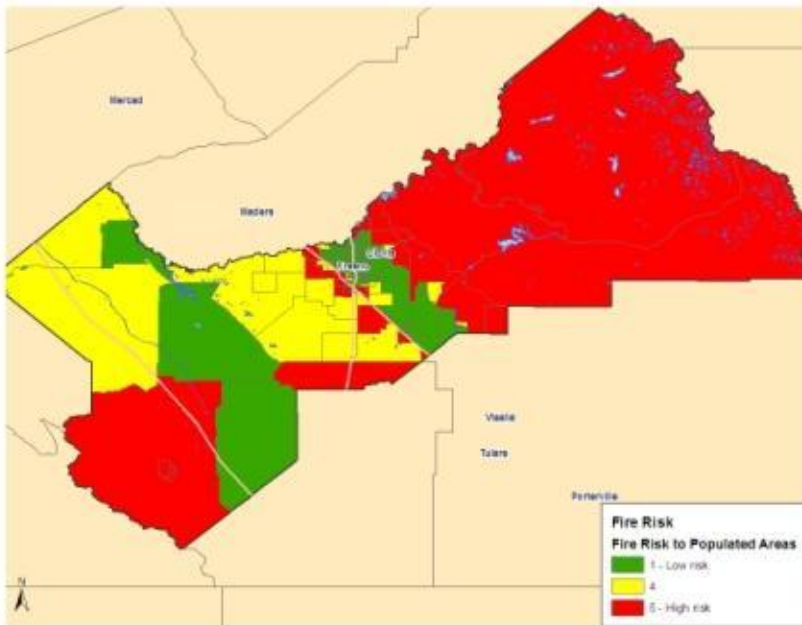 Merced
Madera
Clovis
Fresno
Visalia
Tulare
Porterville
N
Fire Risk
Fire Risk to Populated Areas
1 - Low risk
4
5 - High risk